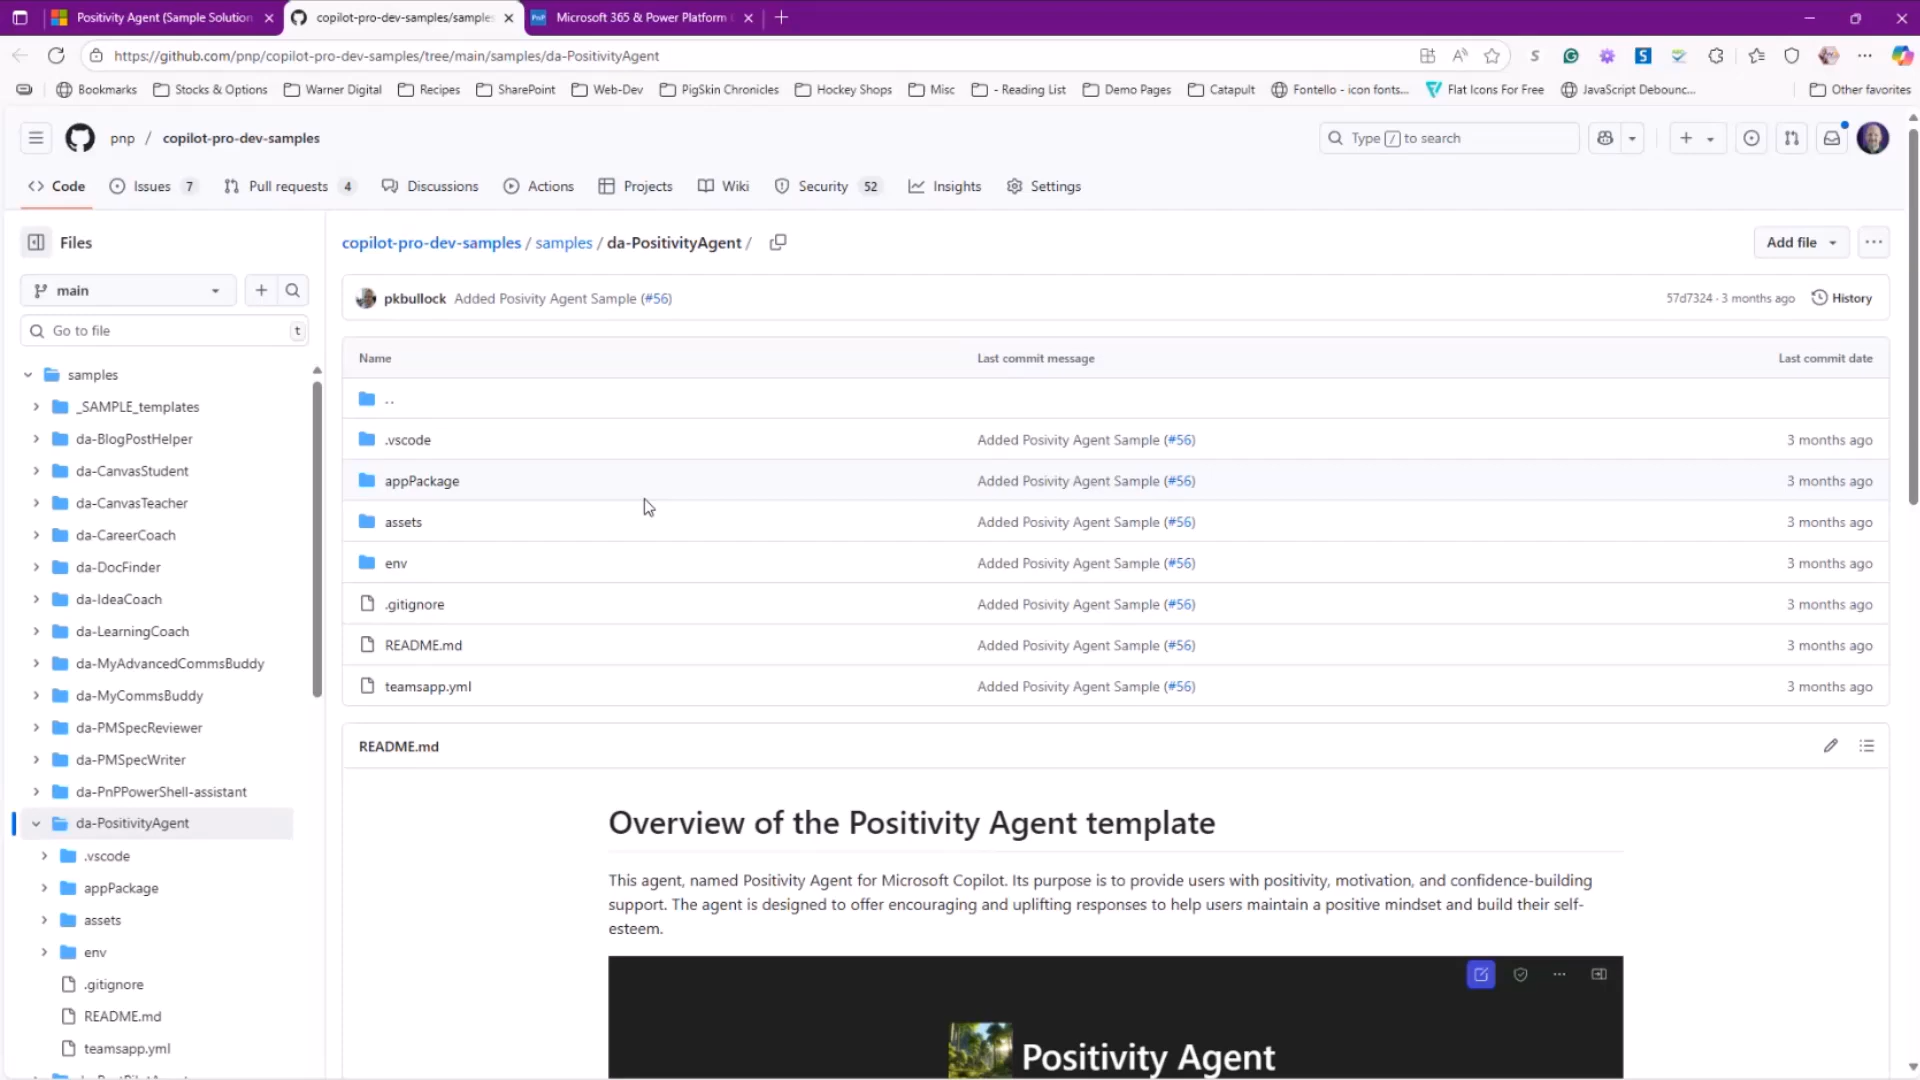 Positivity Agent (Sample Solution
copilot-pro-dev-samples/samples
Microsoft 365 & Power Platform
https://github.com/pnp/copilot-pro-dev-samples/tree/main/samples/da-PositivityAgent
Bookmarks
Stocks & Options
Warner Digital
Recipes
SharePoint
Web-Dev
PigSkin Chronicles
Hockey Shops
Misc
- Reading List
Demo Pages
Catapult
Fontello - icon fonts...
Flat Icons For Free
JavaScript Debounc...
Other favorites
pnp / copilot-pro-dev-samples
Type / to search
Code
Issues 7
Pull requests 4
Discussions
Actions
Projects
Wiki
Security 52
Insights
Settings
Files
main
Go to file
t
samples
_SAMPLE_templates
da-BlogPostHelper
da-CanvasStudent
da-CanvasTeacher
da-CareerCoach
da-DocFinder
da-IdeaCoach
da-LearningCoach
da-MyAdvancedCommsBuddy
da-MyCommsBuddy
da-PMSpecReviewer
da-PMSpecWriter
da-PnPPowerShell-assistant
da-PositivityAgent
.vscode
appPackage
assets
env
.gitignore
README.md
teamsapp.yml
copilot-pro-dev-samples / samples / da-PositivityAgent /
Add file
pkbullock Added Posivity Agent Sample (#56)
57d7324 · 3 months ago
History
Name Last commit message Last commit date
..
.vscode Added Posivity Agent Sample (#56) 3 months ago
appPackage Added Posivity Agent Sample (#56) 3 months ago
assets Added Posivity Agent Sample (#56) 3 months ago
env Added Posivity Agent Sample (#56) 3 months ago
.gitignore Added Posivity Agent Sample (#56) 3 months ago
README.md Added Posivity Agent Sample (#56) 3 months ago
teamsapp.yml Added Posivity Agent Sample (#56) 3 months ago
README.md
Overview of the Positivity Agent template
This agent, named Positivity Agent for Microsoft Copilot. Its purpose is to provide users with positivity, motivation, and confidence-building
support. The agent is designed to offer encouraging and uplifting responses to help users maintain a positive mindset and build their self-
esteem.
Positivity Agent